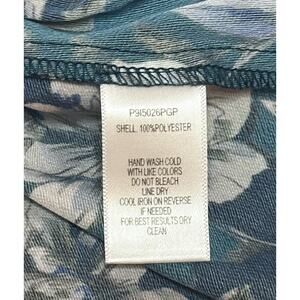 P9I5026PGP
SHELL. 100%POLYESTER
HAND WASH COLD
WITH LIKE COLORS
DO NOT BLEACH
LINE DRY
COOL IRON ON REVERSE
IF NEEDED
FOR BEST RESULTS DRY
CLEAN